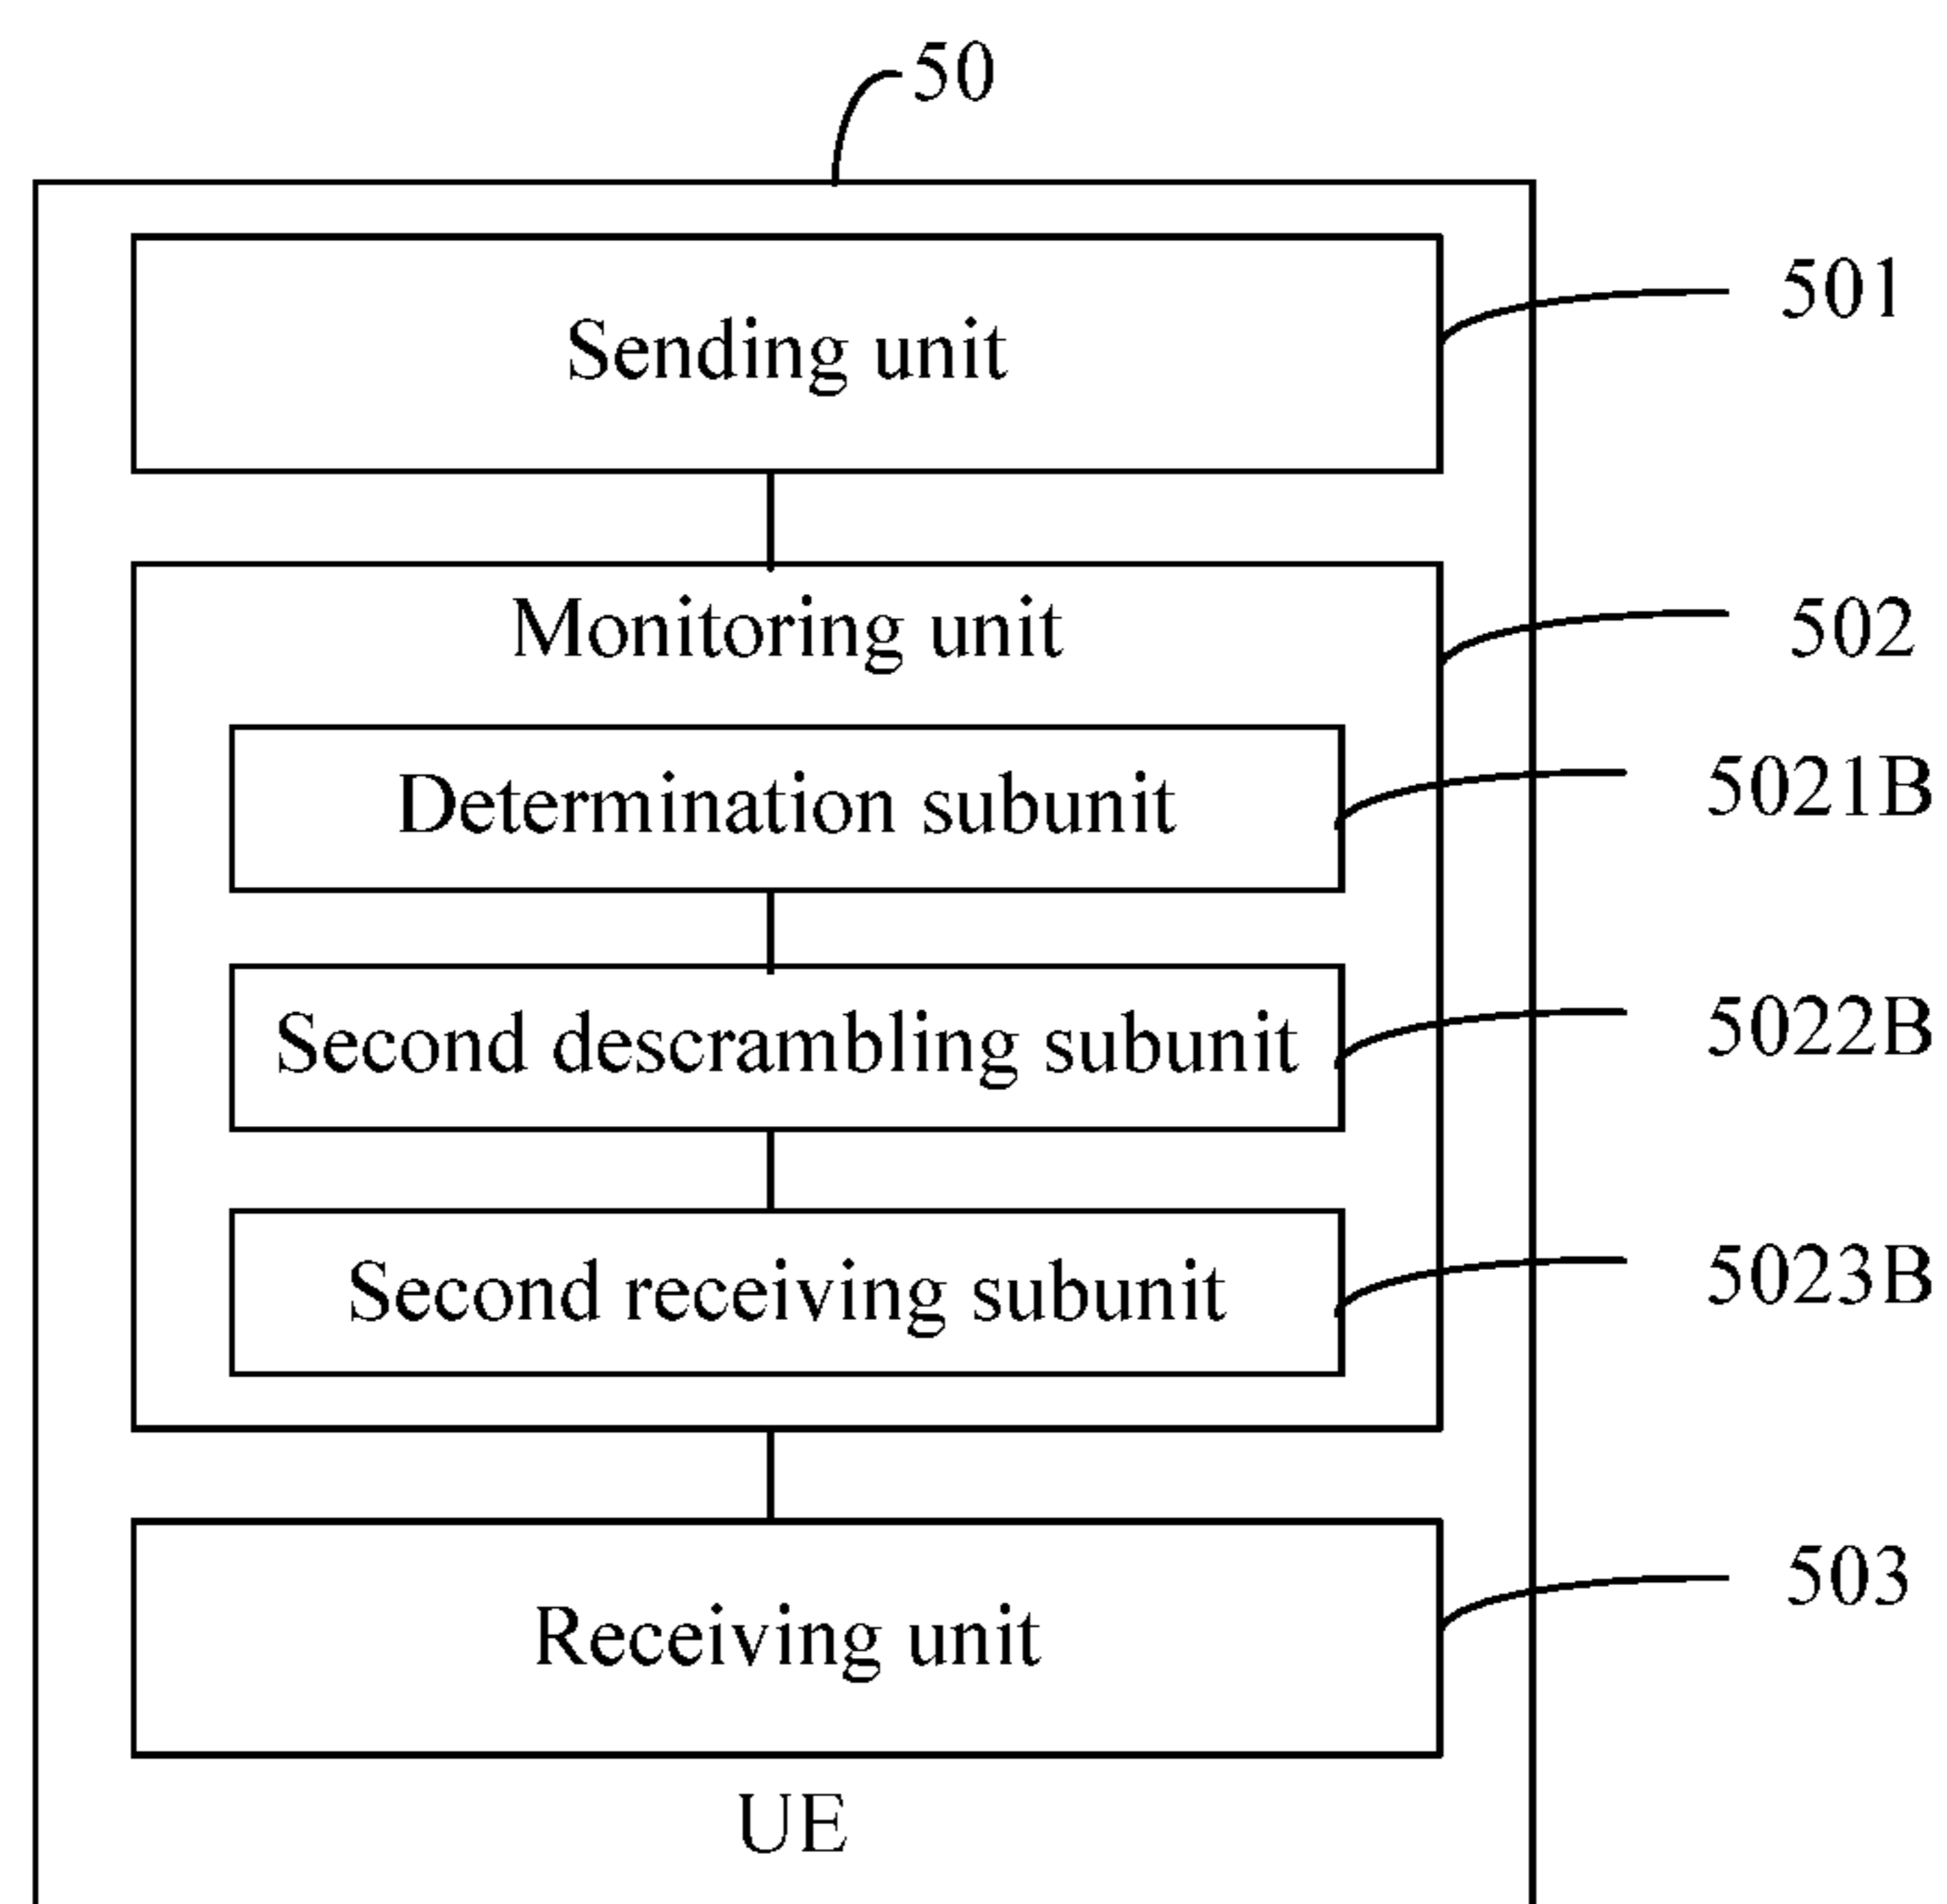 50
Sending unit
501
Monitoring unit
502
Determination subunit
5021B
Second descrambling subunit
5022B
Second receiving subunit
5023B
Receiving unit
503
UE